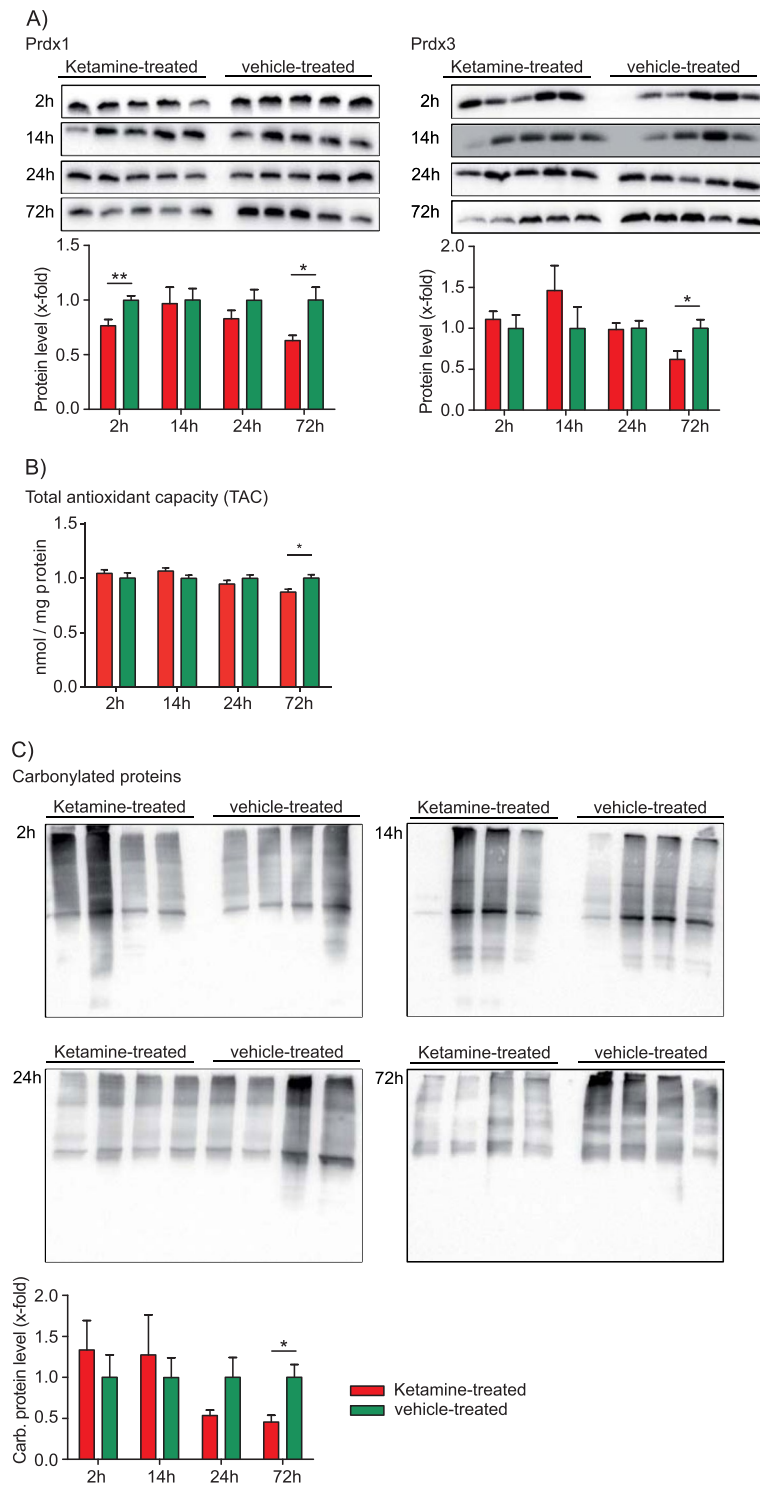 A)
Prdx1
Ketamine-treated vehicle-treated
2h
14h
24h
72h
Protein level (x-fold)
1.5
1.0
0.5
0.0
**
*
2h 14h 24h 72h
Prdx3
Ketamine-treated vehicle-treated
2h
14h
24h
72h
Protein level (x-fold)
2.0
1.5
1.0
0.5
0.0
*
2h 14h 24h 72h
B)
Total antioxidant capacity (TAC)
nmol / mg protein
1.5
1.0
0.5
0.0
*
2h 14h 24h 72h
C)
Carbonylated proteins
Ketamine-treated vehicle-treated
2h
Ketamine-treated vehicle-treated
14h
Ketamine-treated vehicle-treated
24h
Ketamine-treated vehicle-treated
72h
Carb. protein level (x-fold)
2.0
1.5
1.0
0.5
0.0
*
2h 14h 24h 72h
Ketamine-treated
vehicle-treated